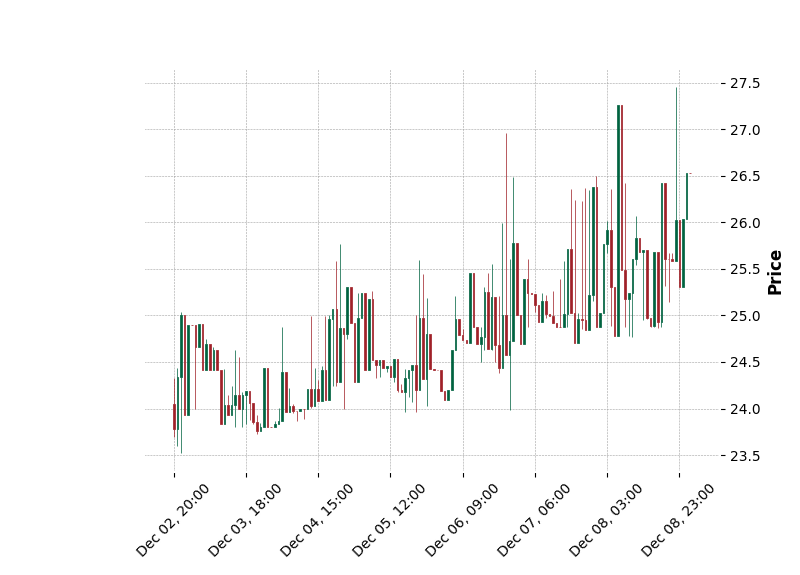 27.5
27.0
26.5
26.0
25.5
25.0
24.5
24.0
23.5
Price
Dec 02, 20:00
Dec 03, 18:00
Dec 04, 15:00
Dec 05, 12:00
Dec 06, 09:00
Dec 07, 06:00
Dec 08, 03:00
Dec 08, 23:00